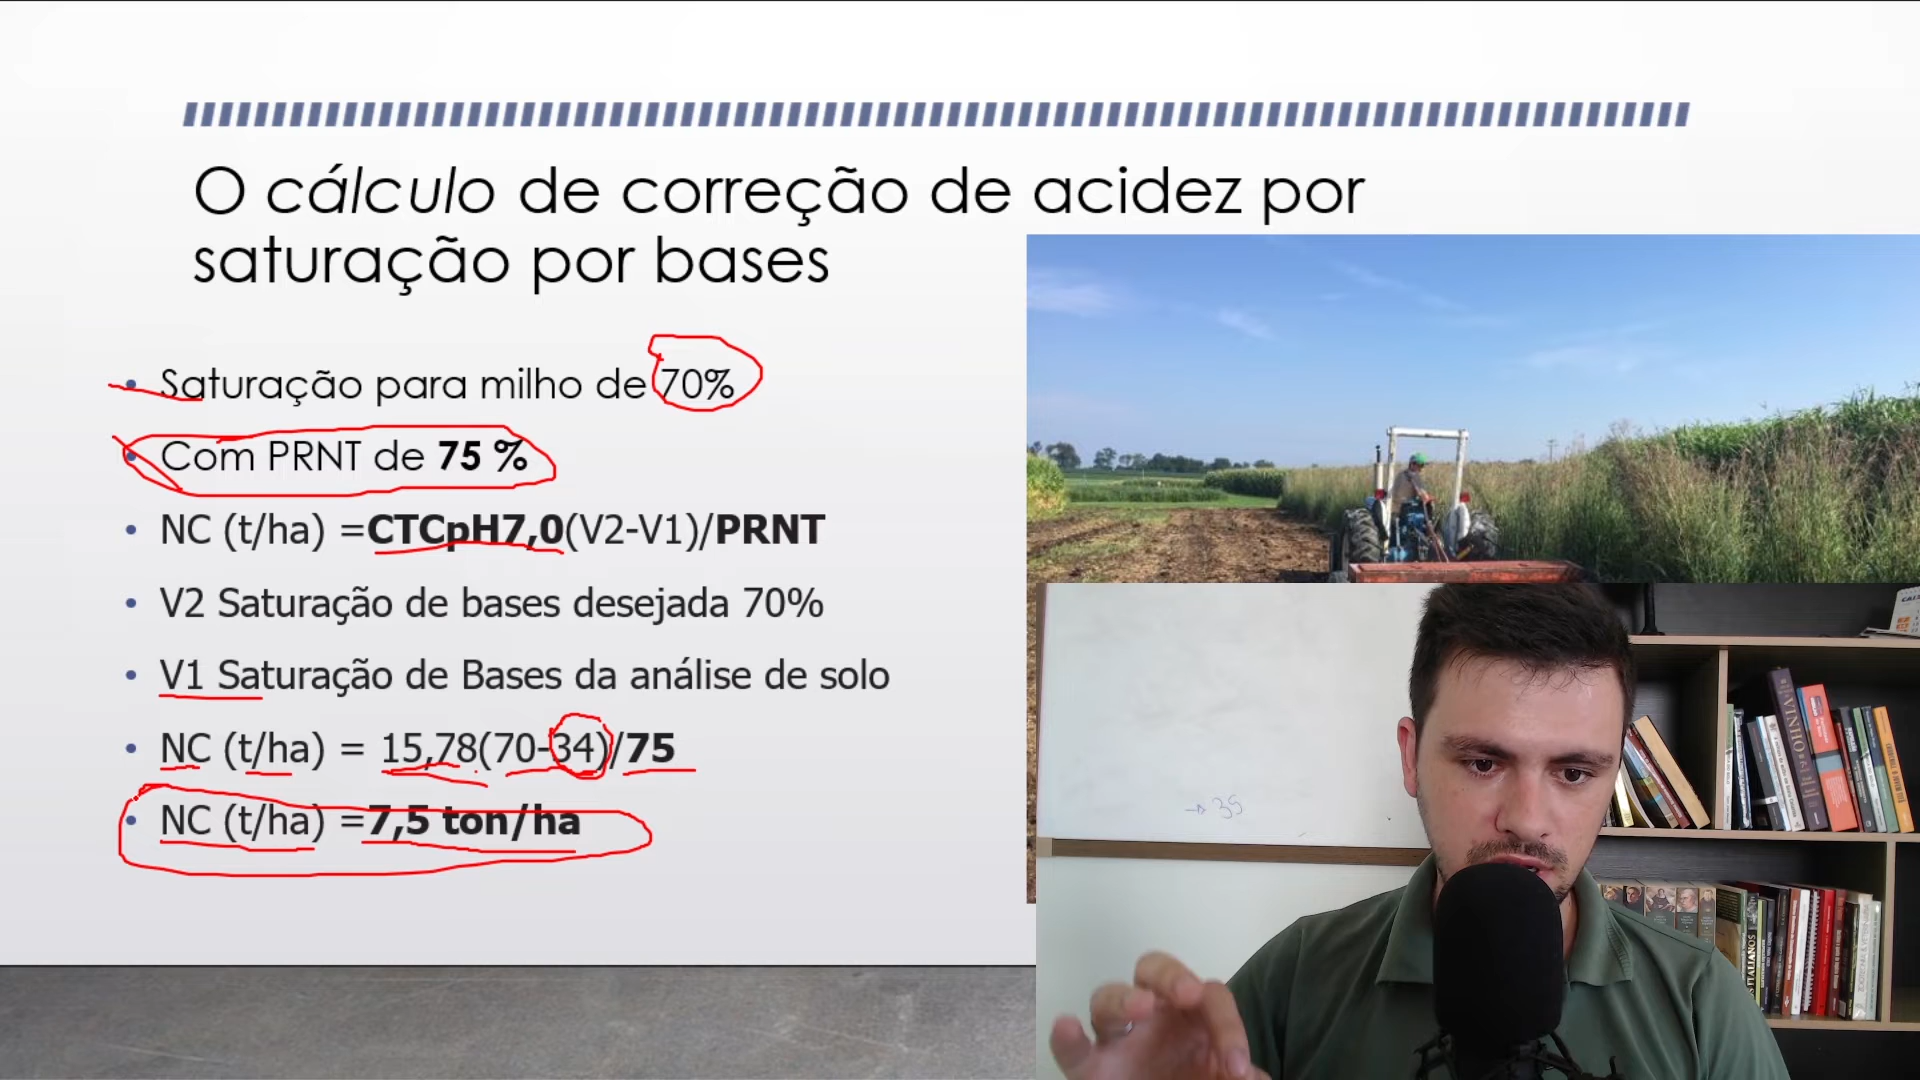 O cálculo de correção de acidez por
saturação por bases
• Saturação para milho de 70%
• Com PRNT de 75 %
• NC (t/ha) =CTCpH7,0(V2-V1)/PRNT
• V2 Saturação de bases desejada 70%
• V1 Saturação de Bases da análise de solo
• NC (t/ha) = 15,78(70-34)/75
• NC (t/ha) =7,5 ton/ha
→ 35
VINHO